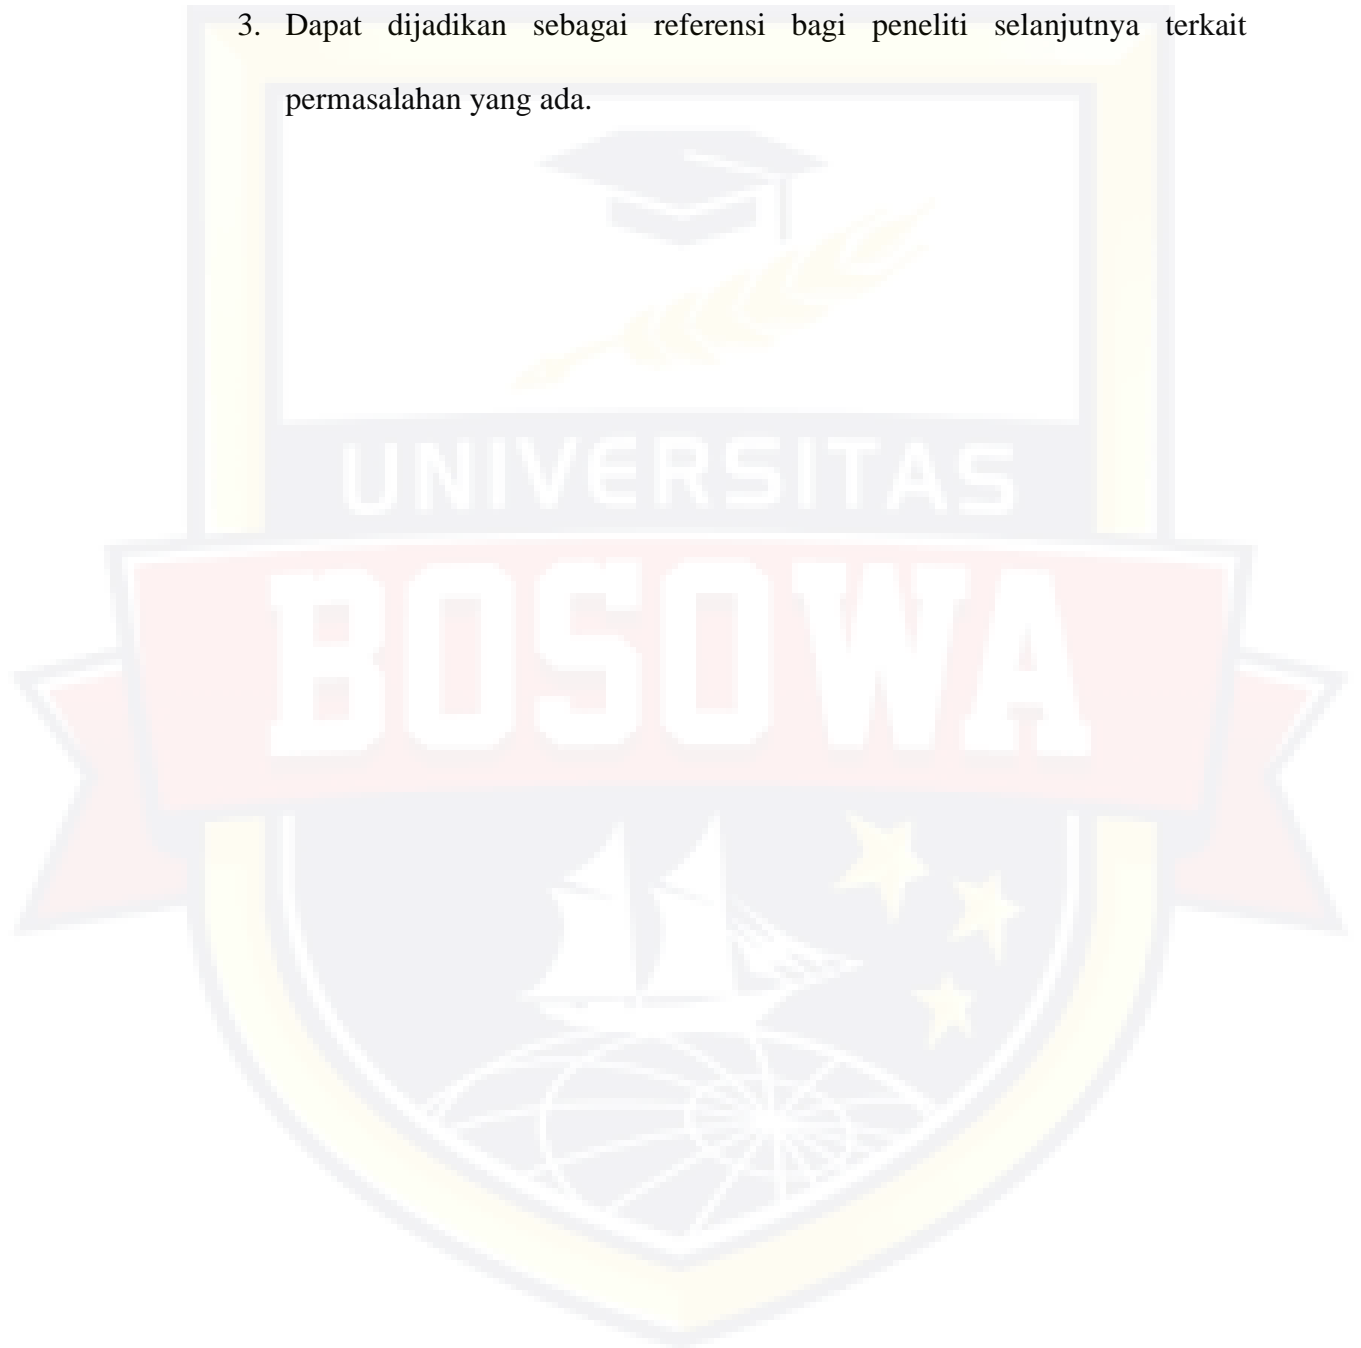 3. Dapat dijadikan sebagai referensi bagi peneliti selanjutnya terkait
permasalahan yang ada.
UNIVERSITAS
BOSOWA